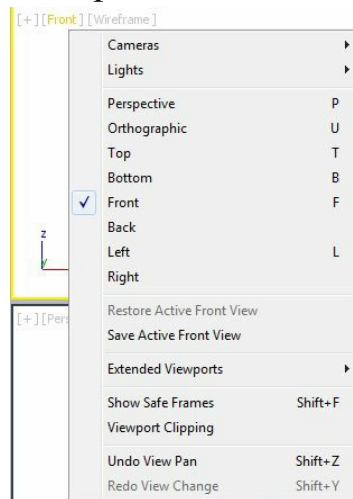 [+][Front][Wireframe]
Cameras
Lights
Perspective P
Orthographic U
Top T
Bottom B
Front F
Back
Left L
Right
z
[+][Pers
Restore Active Front View
Save Active Front View
Extended Viewports
Show Safe Frames Shift+F
Viewport Clipping
Undo View Pan Shift+Z
Redo View Change Shift+Y